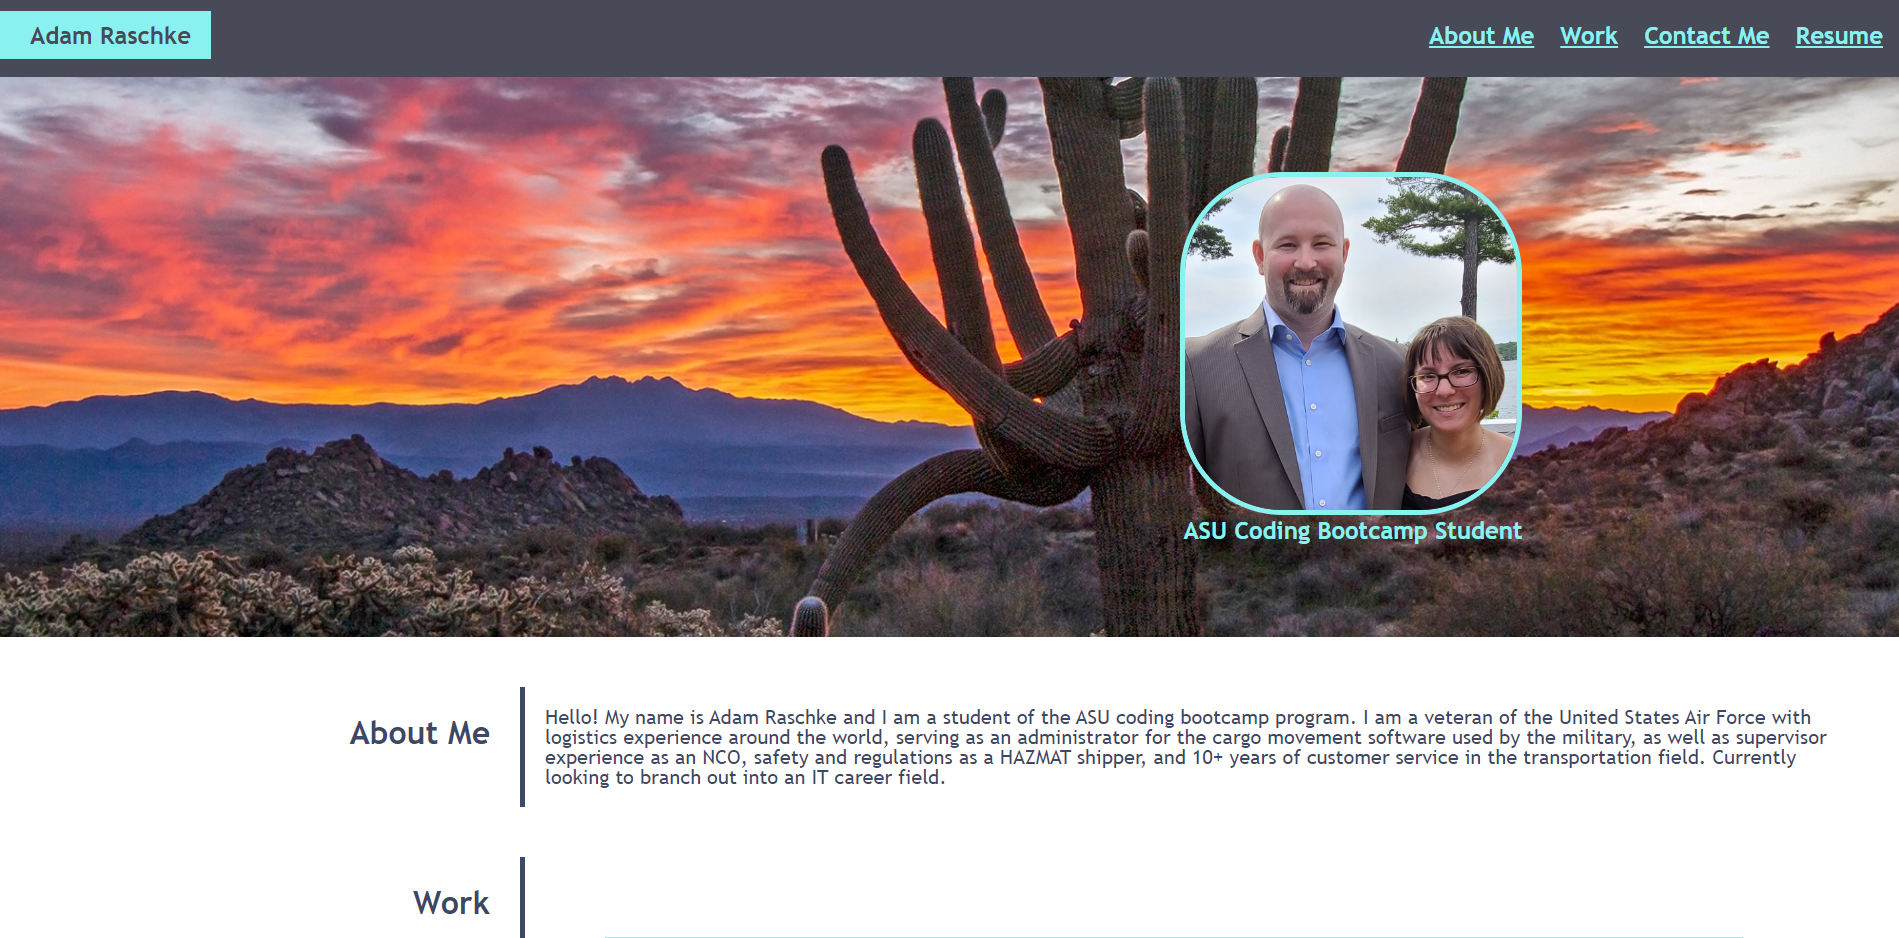 Adam Raschke
About Me Work Contact Me Resume
ASU Coding Bootcamp Student
About Me
Hello! My name is Adam Raschke and I am a student of the ASU coding bootcamp program. I am a veteran of the United States Air Force with
logistics experience around the world, serving as an administrator for the cargo movement software used by the military, as well as supervisor
experience as an NCO, safety and regulations as a HAZMAT shipper, and 10+ years of customer service in the transportation field. Currently
looking to branch out into an IT career field.
Work